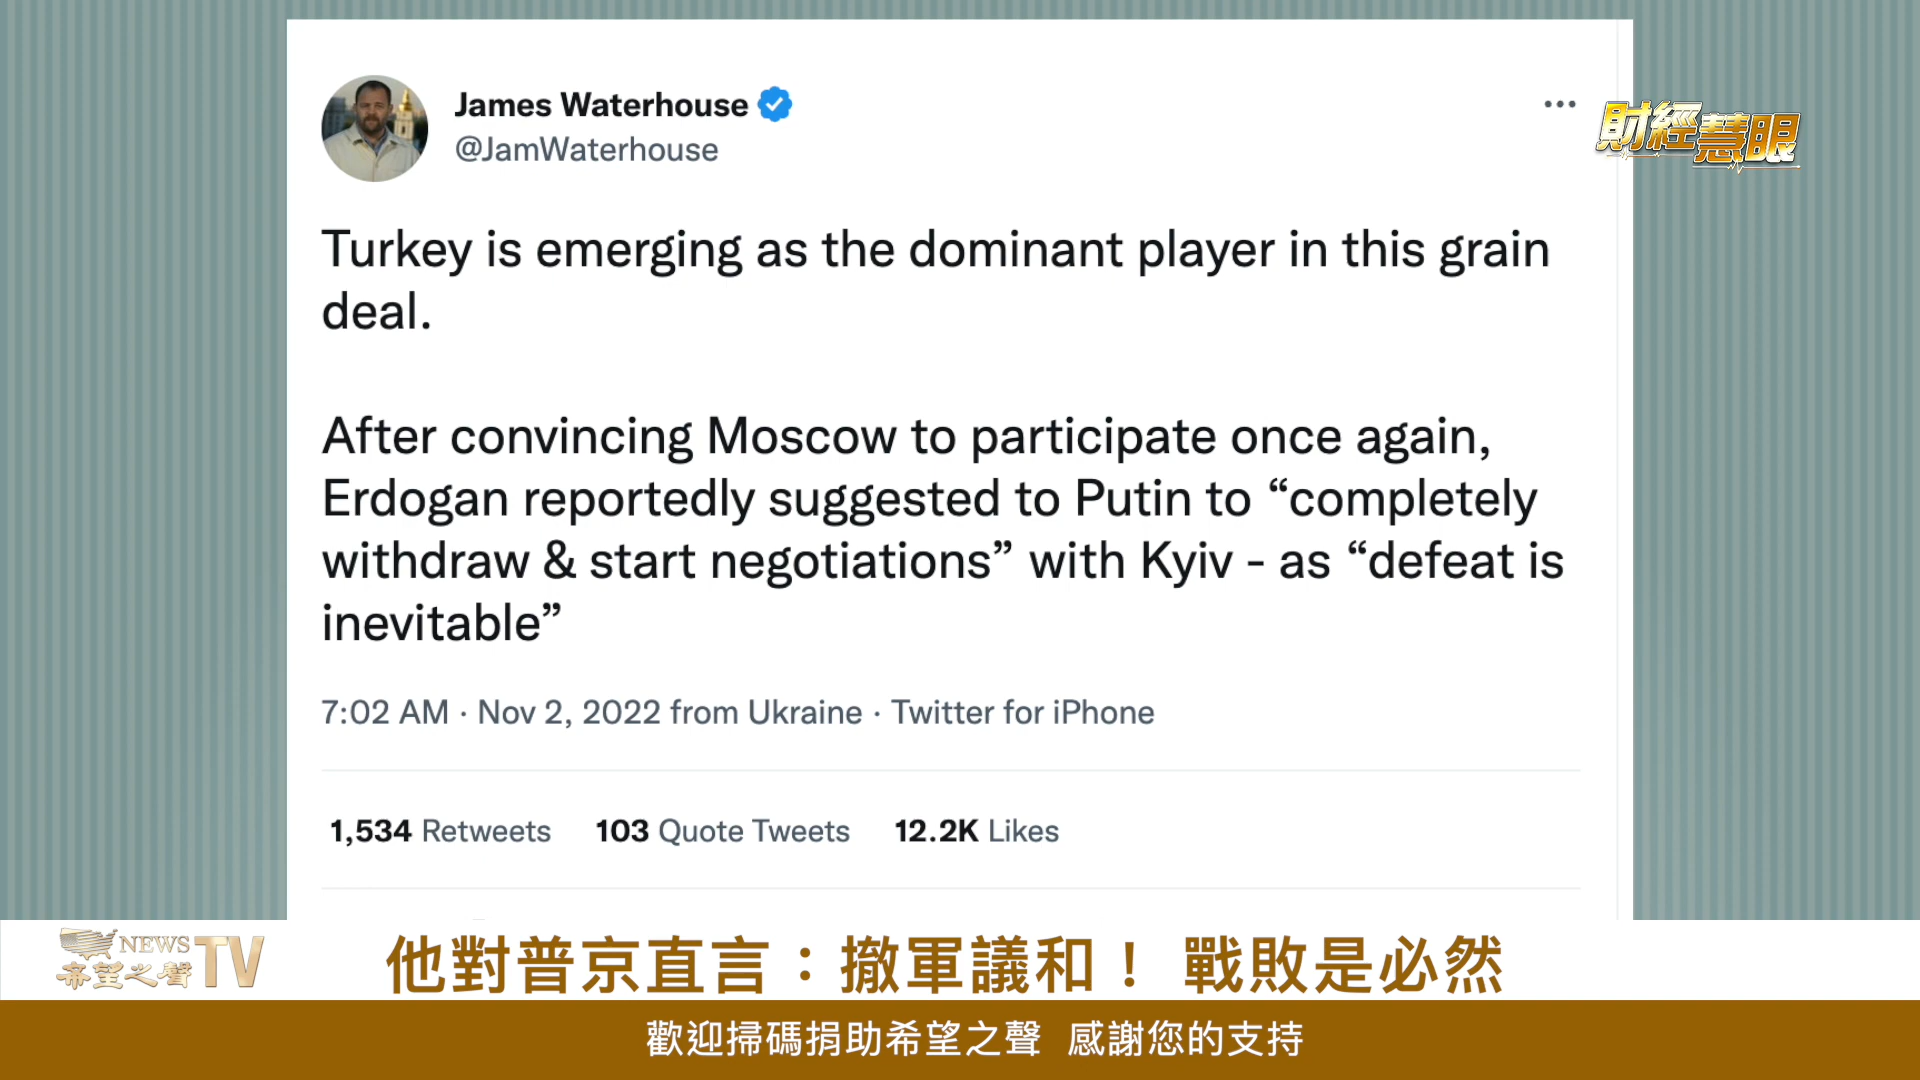 James Waterhouse
@JamWaterhouse
財經慧眼
Turkey is emerging as the dominant player in this grain
deal.
After convincing Moscow to participate once again,
Erdogan reportedly suggested to Putin to “completely
withdraw & start negotiations” with Kyiv - as “defeat is
inevitable”
7:02 AM · Nov 2, 2022 from Ukraine · Twitter for iPhone
1,534 Retweets 103 Quote Tweets 12.2K Likes
NEWS
希望之聲 TV
他對普京直言：撤軍議和！ 戰敗是必然
歡迎掃碼捐助希望之聲 感謝您的支持